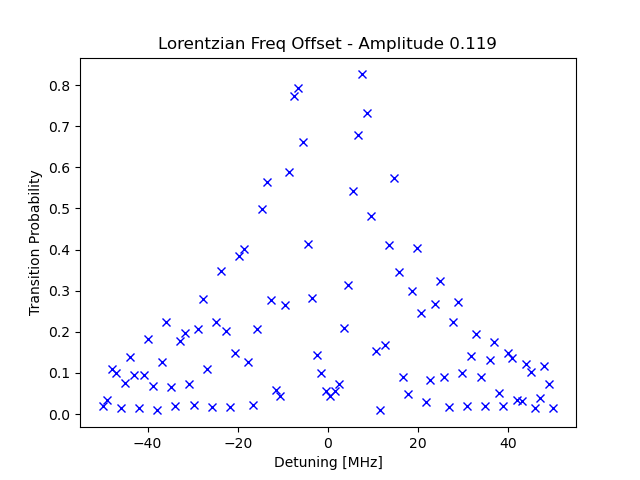 Lorentzian Freq Offset - Amplitude 0.119
Transition Probability
0.8
0.7
0.6
0.5
0.4
0.3
0.2
0.1
0.0
−40 −20 0 20 40
Detuning [MHz]